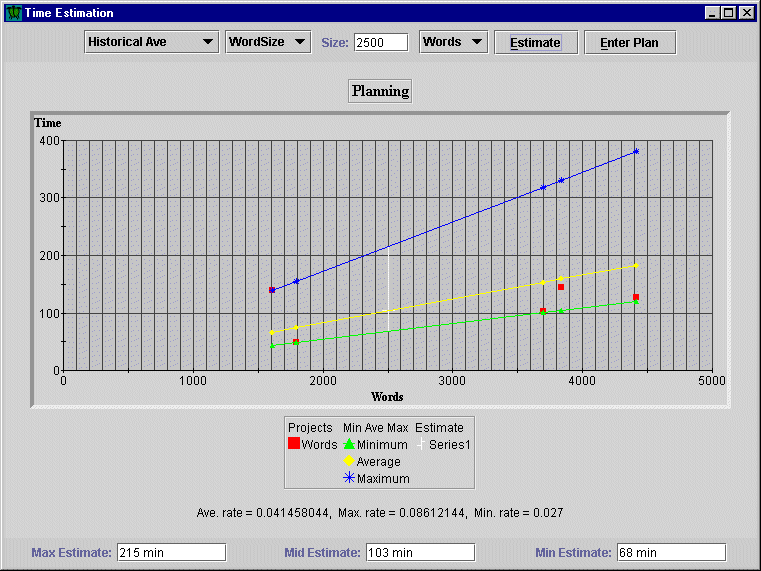 Time Estimation
Historical Ave WordSize Size: 2500 Words Estimate Enter Plan
Planning
Time
400
300
200
100
0
0 1000 2000 3000 4000 5000
Words
Projects Min Ave Max Estimate
Words Minimum Series1
Average
Maximum
Ave. rate = 0.041458044, Max. rate = 0.08612144, Min. rate = 0.027
Max Estimate: 215 min Mid Estimate: 103 min Min Estimate: 68 min